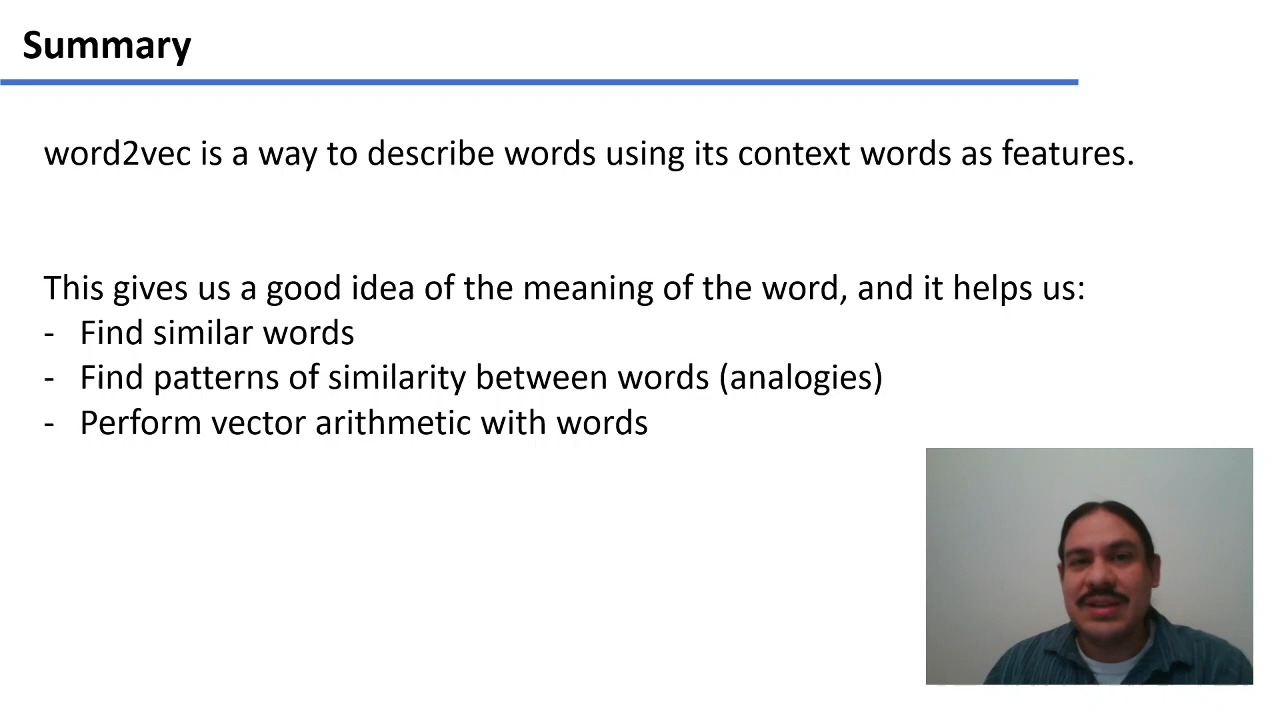 Summary
word2vec is a way to describe words using its context words as features.
This gives us a good idea of the meaning of the word, and it helps us:
- Find similar words
- Find patterns of similarity between words (analogies)
- Perform vector arithmetic with words